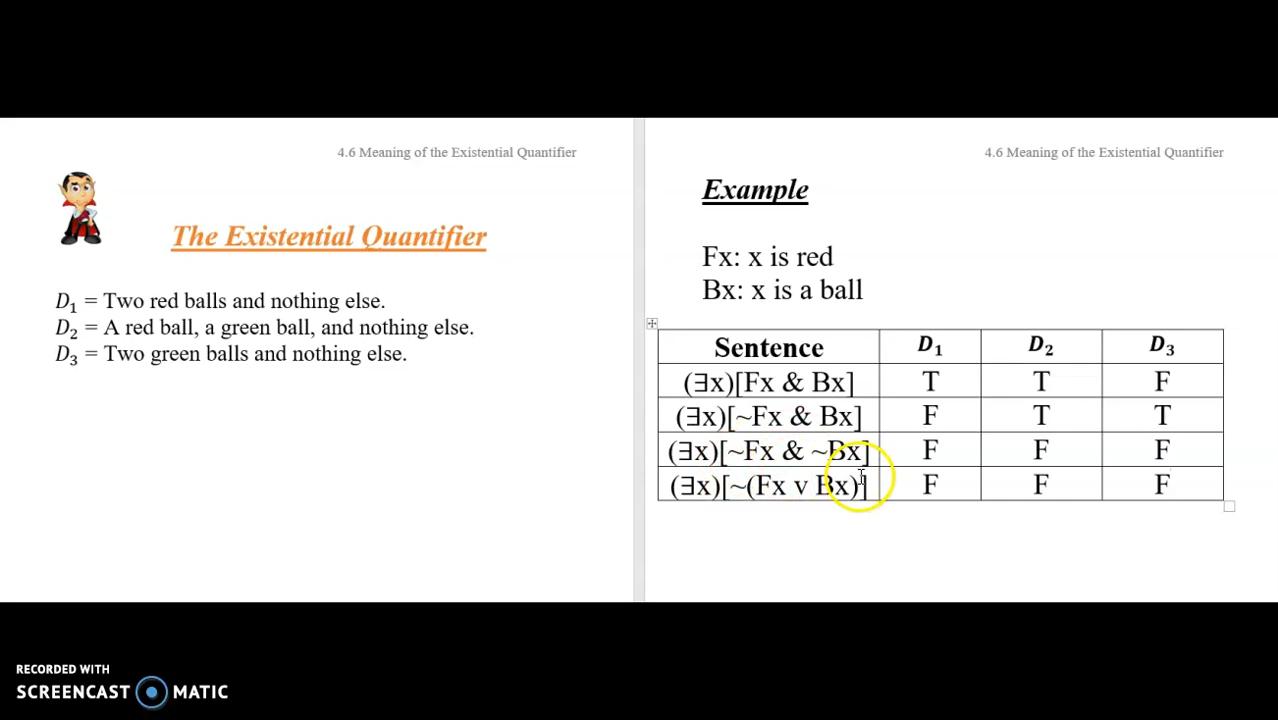 4.6 Meaning of the Existential Quantifier
The Existential Quantifier
D₁ = Two red balls and nothing else.
D₂ = A red ball, a green ball, and nothing else.
D₃ = Two green balls and nothing else.
4.6 Meaning of the Existential Quantifier
Example
Fx: x is red
Bx: x is a ball
Sentence D₁ D₂ D₃
(∃x)[Fx & Bx] T T F
(∃x)[~Fx & Bx] F T T
(∃x)[~Fx & ~Bx] F F F
(∃x)[~(Fx v Bx)] F F F
RECORDED WITH
SCREENCAST MATIC